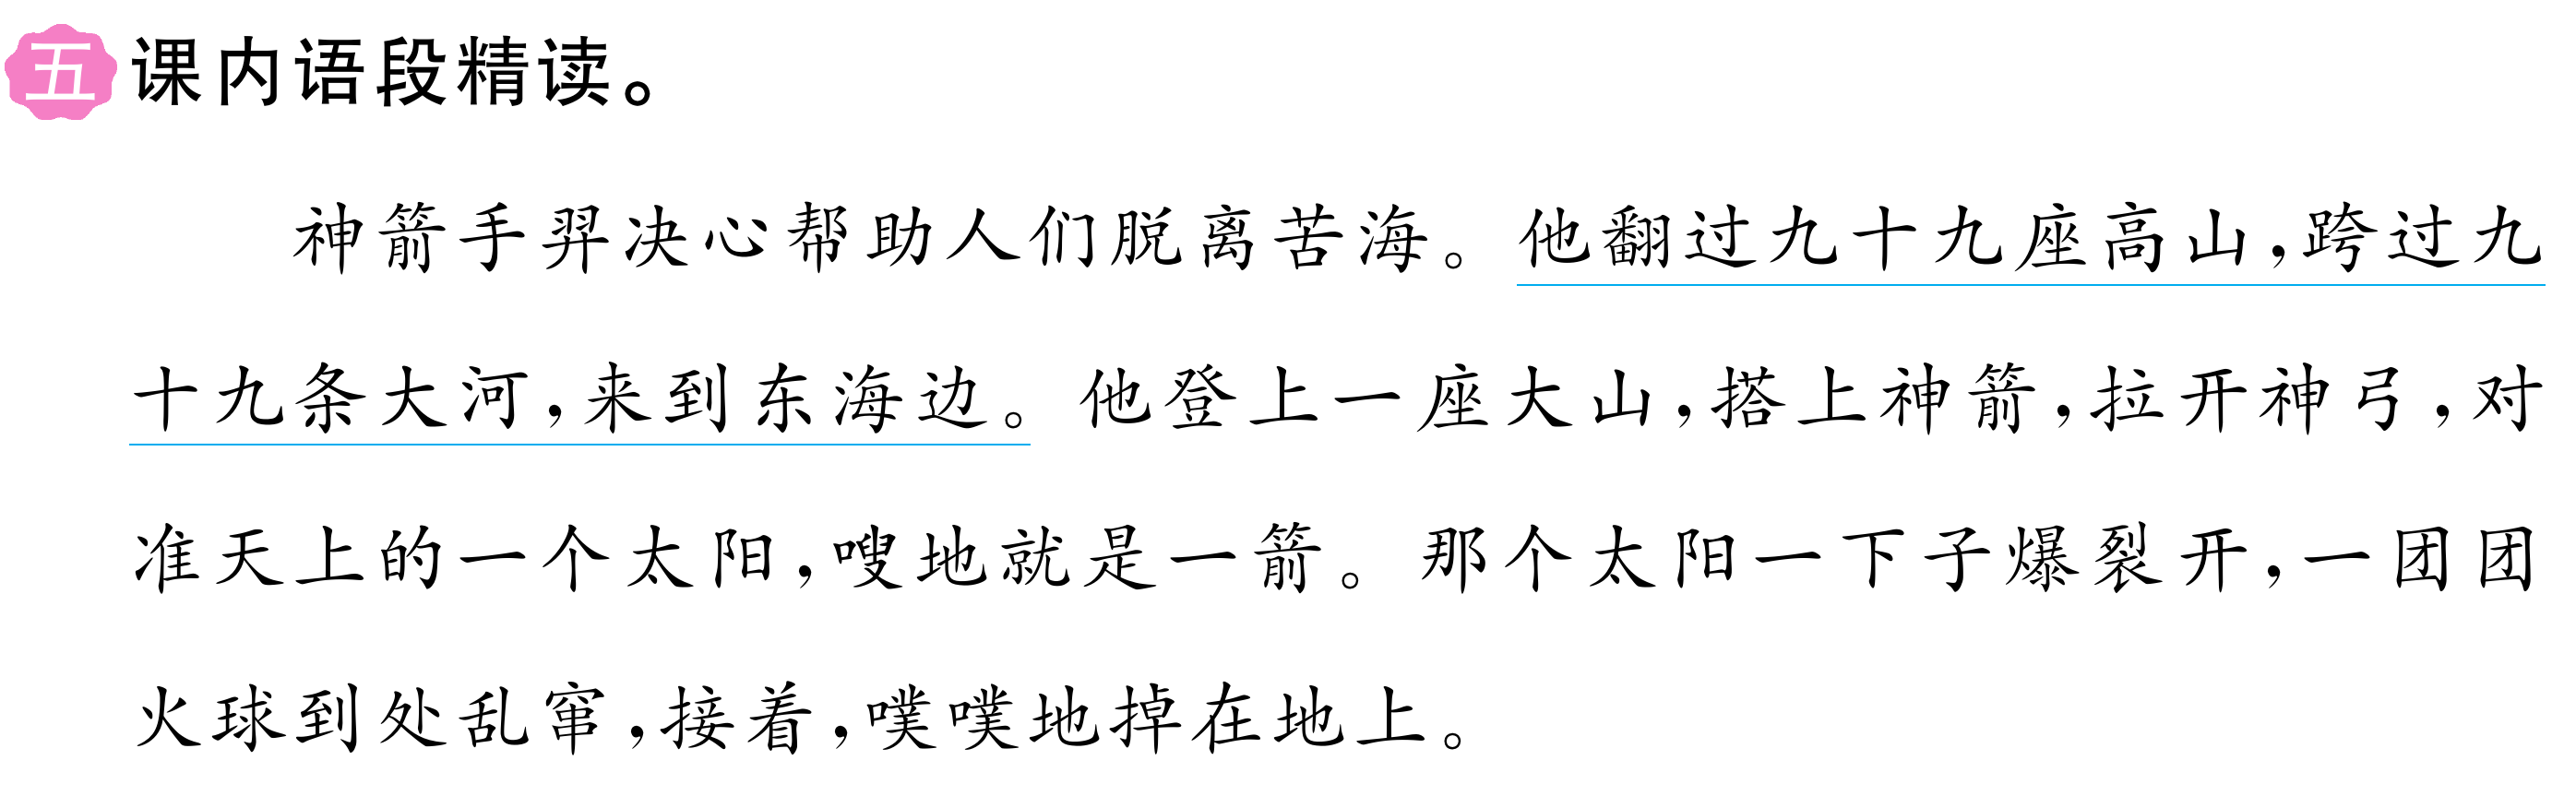 五 课内语段精读。
神箭手羿决心帮助人们脱离苦海。他翻过九十九座高山,跨过九
十九条大河,来到东海边。他登上一座大山,搭上神箭,拉开神弓,对
准天上的一个太阳,嗖地就是一箭。那个太阳一下子爆裂开,一团团
火球到处乱窜,接着,噗噗地掉在地上。